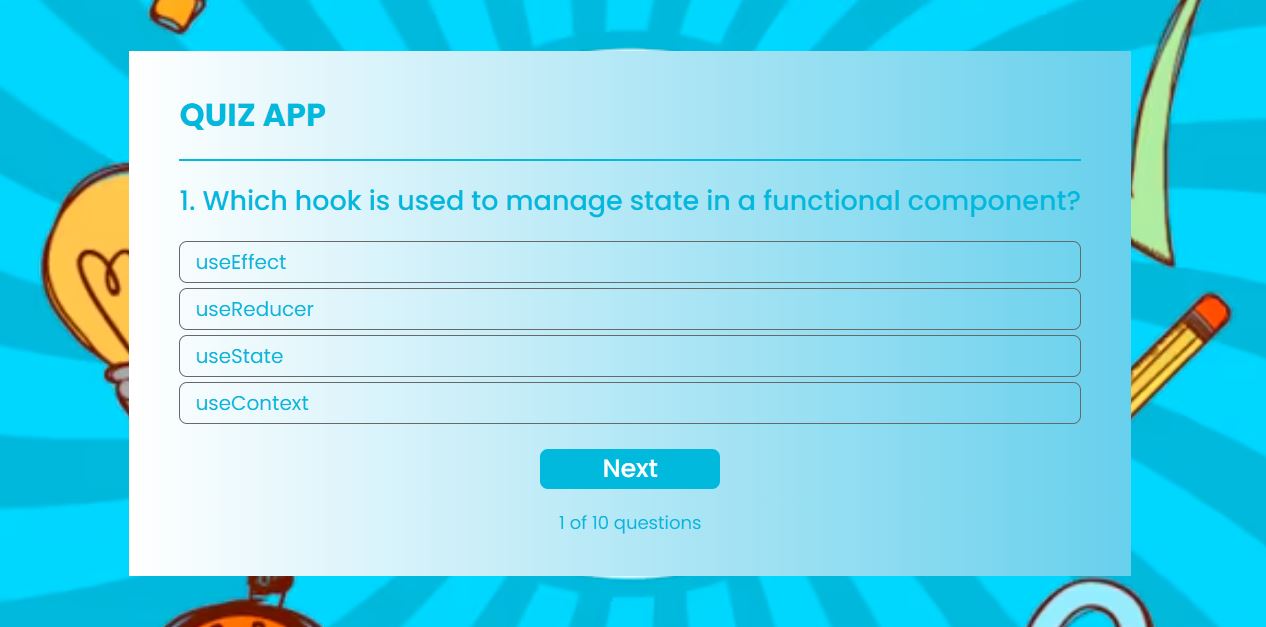 QUIZ APP
1. Which hook is used to manage state in a functional component?
useEffect
useReducer
useState
useContext
Next
1 of 10 questions